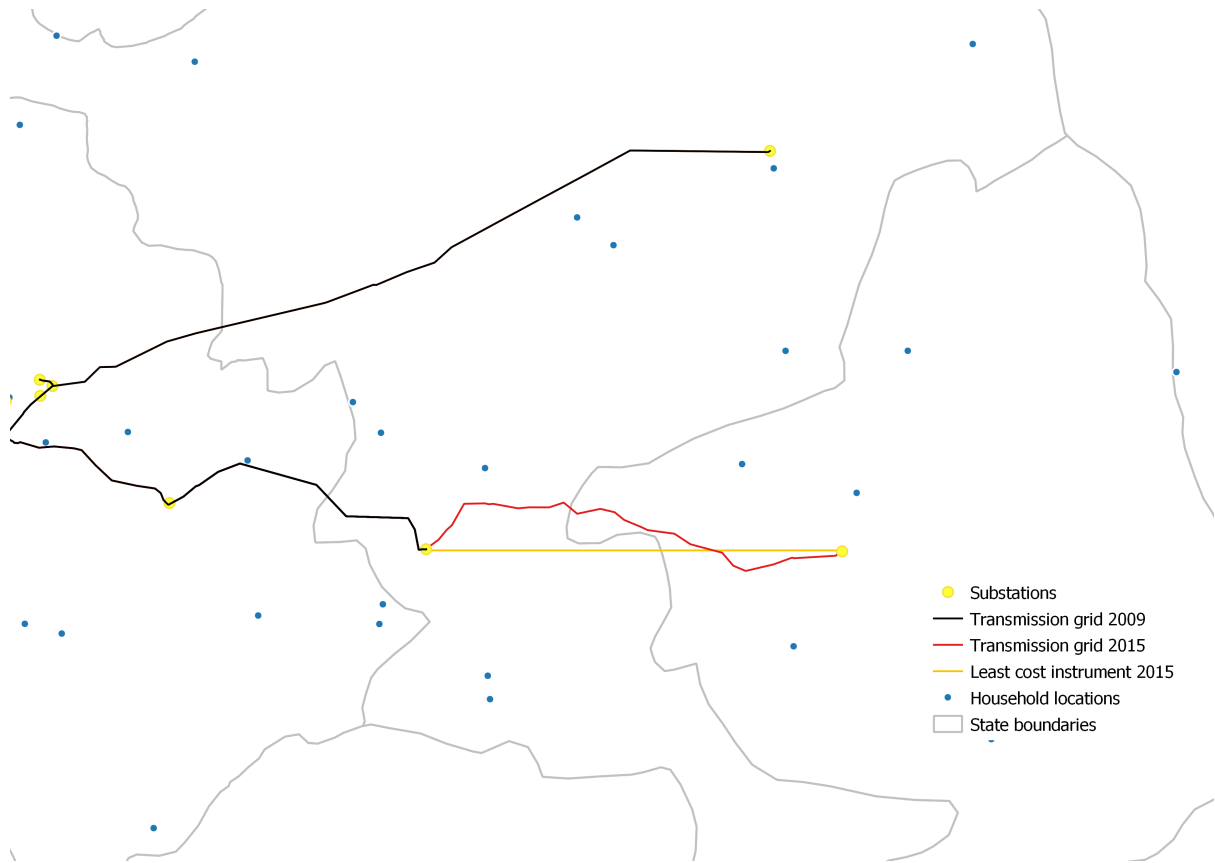 Substations
Transmission grid 2009
Transmission grid 2015
Least cost instrument 2015
Household locations
State boundaries